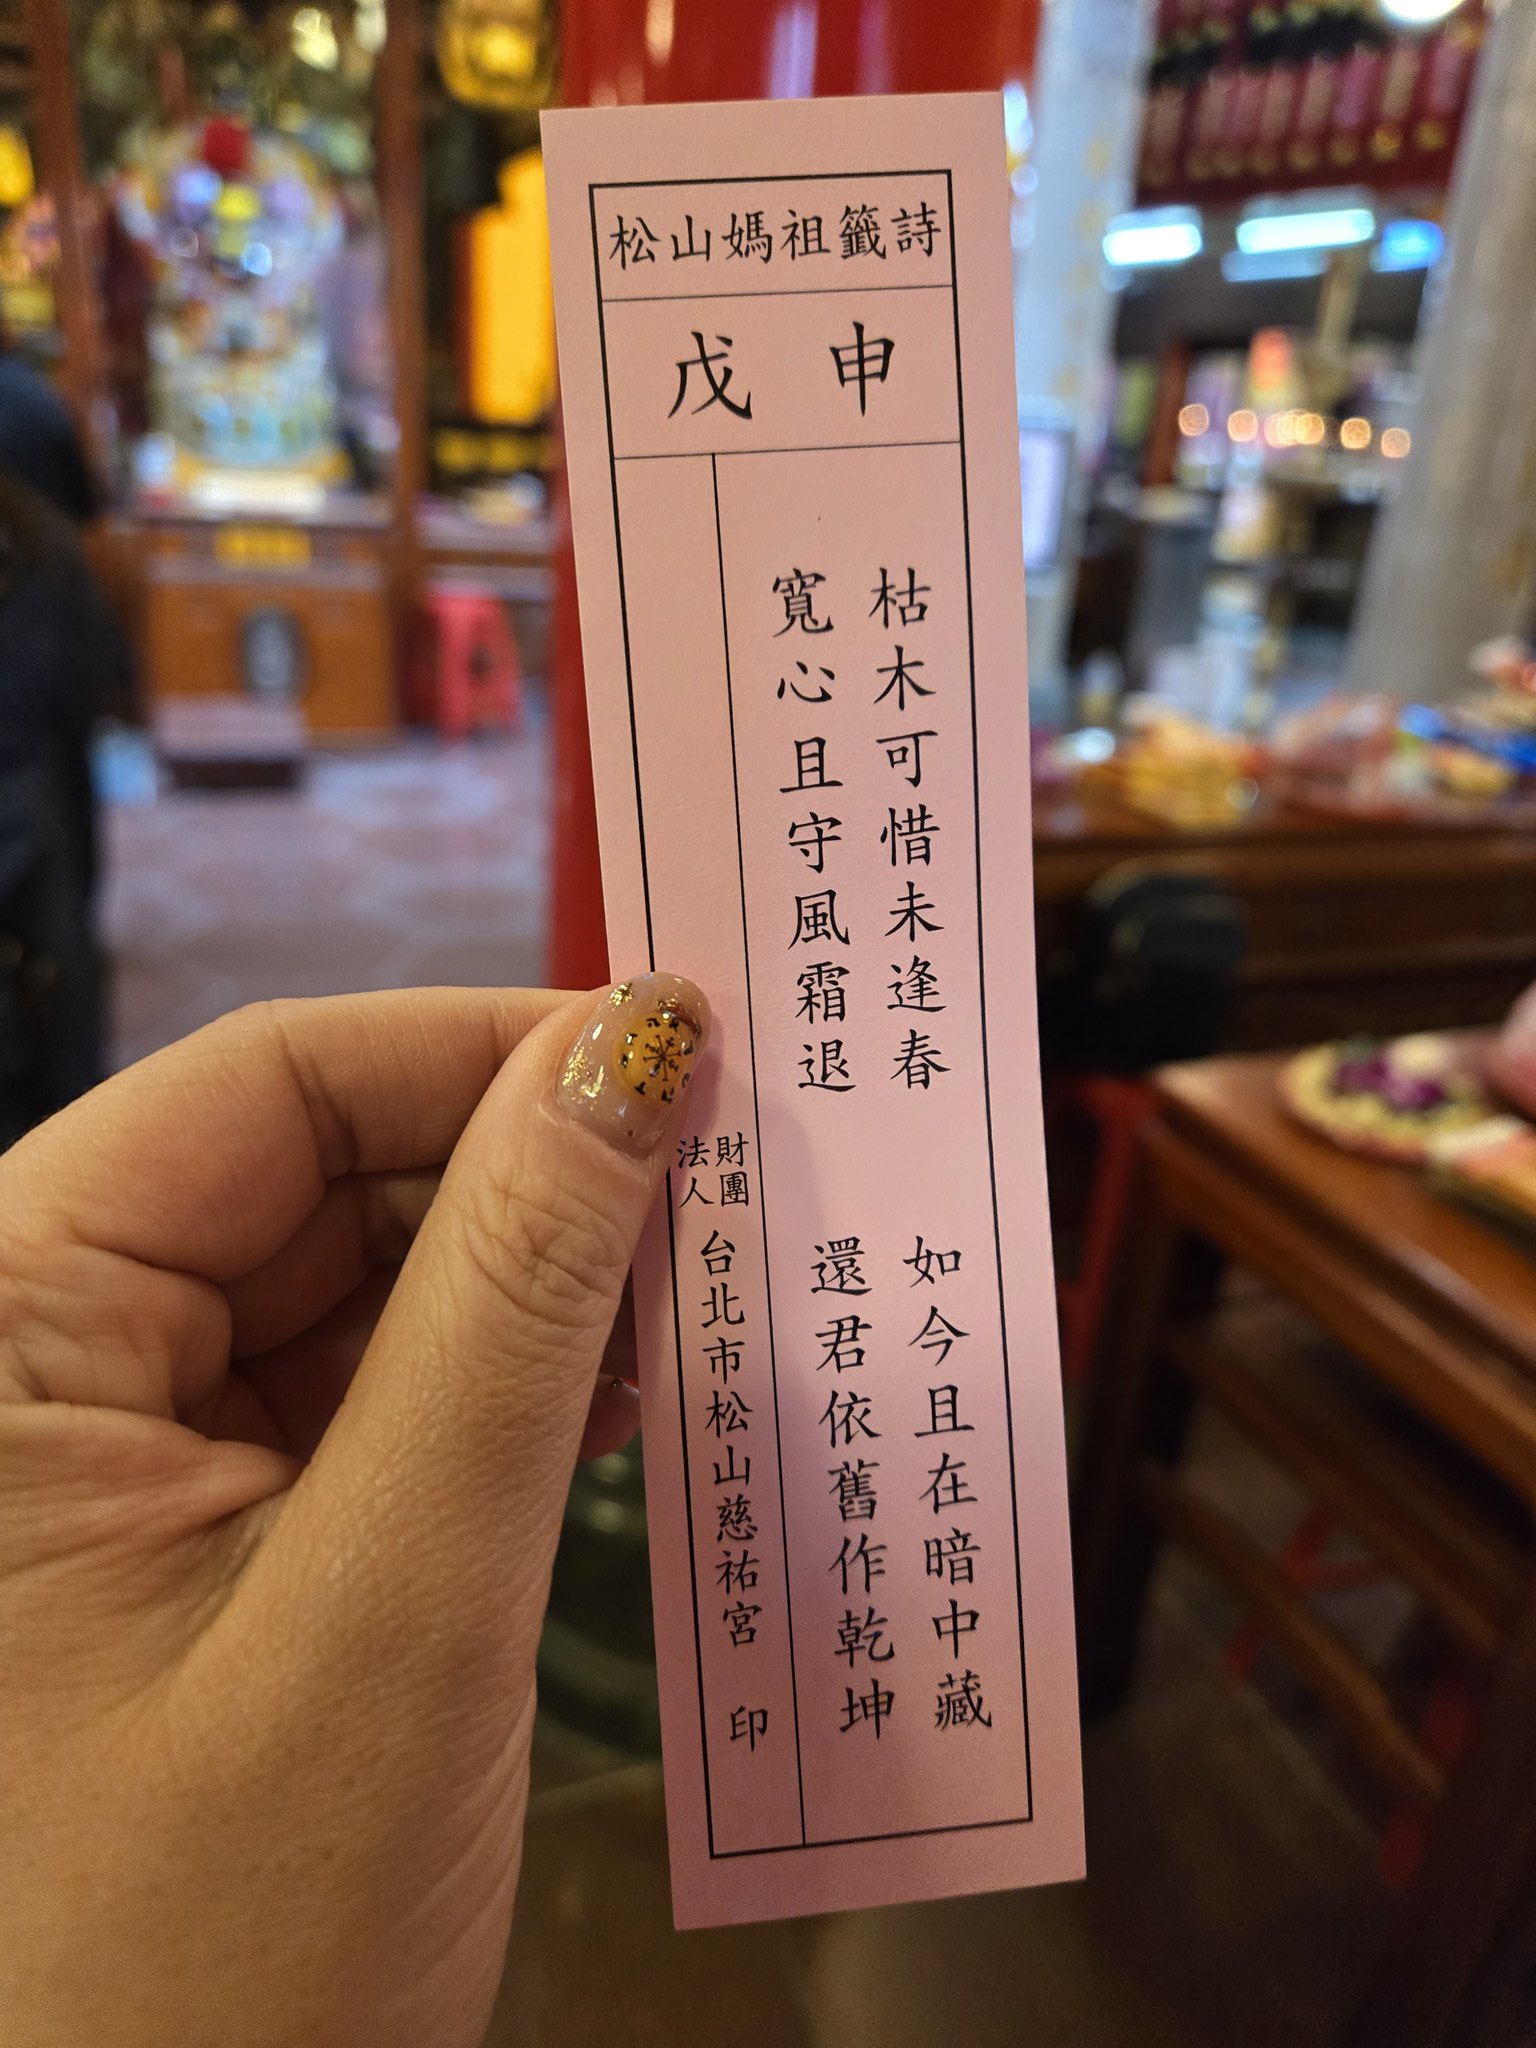 松山媽祖籤詩
戊申
枯木可惜未逢春 如今且在暗中藏
寬心且守風霜退 還君依舊作乾坤
財團法人台北市松山慈祐宮 印